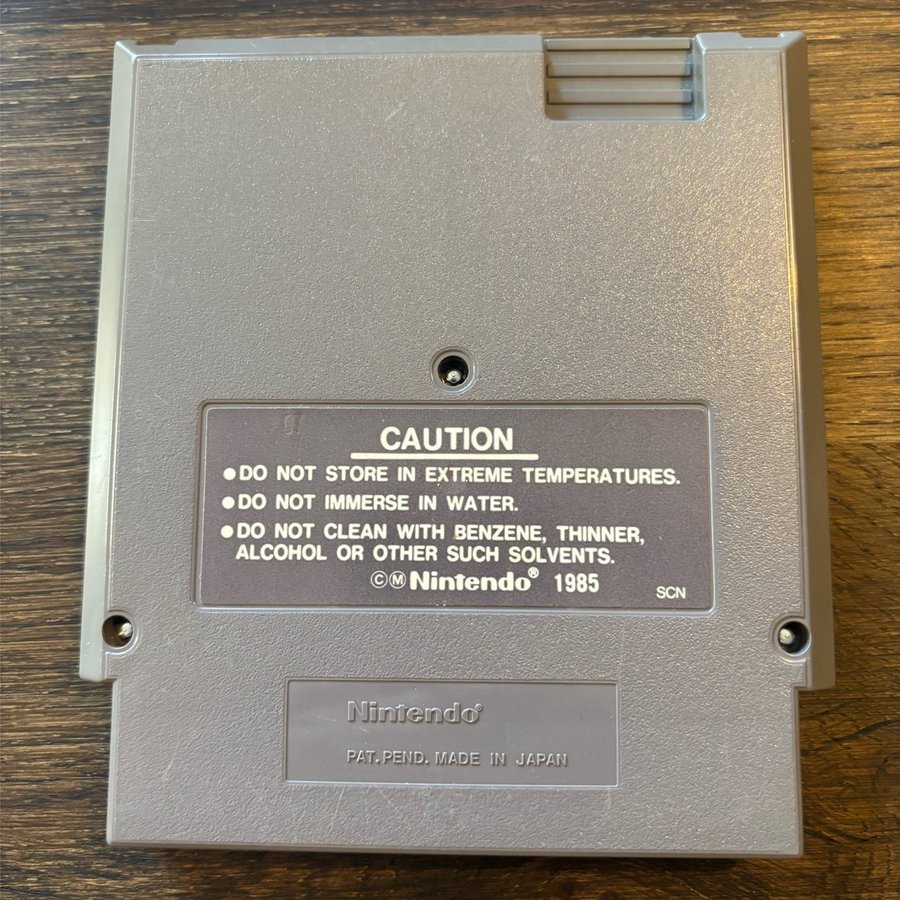 CAUTION
●DO NOT STORE IN EXTREME TEMPERATURES.
●DO NOT IMMERSE IN WATER.
●DO NOT CLEAN WITH BENZENE, THINNER,
ALCOHOL OR OTHER SUCH SOLVENTS.
©Ⓜ Nintendo® 1985
SCN
Nintendo®
PAT. PEND. MADE IN JAPAN